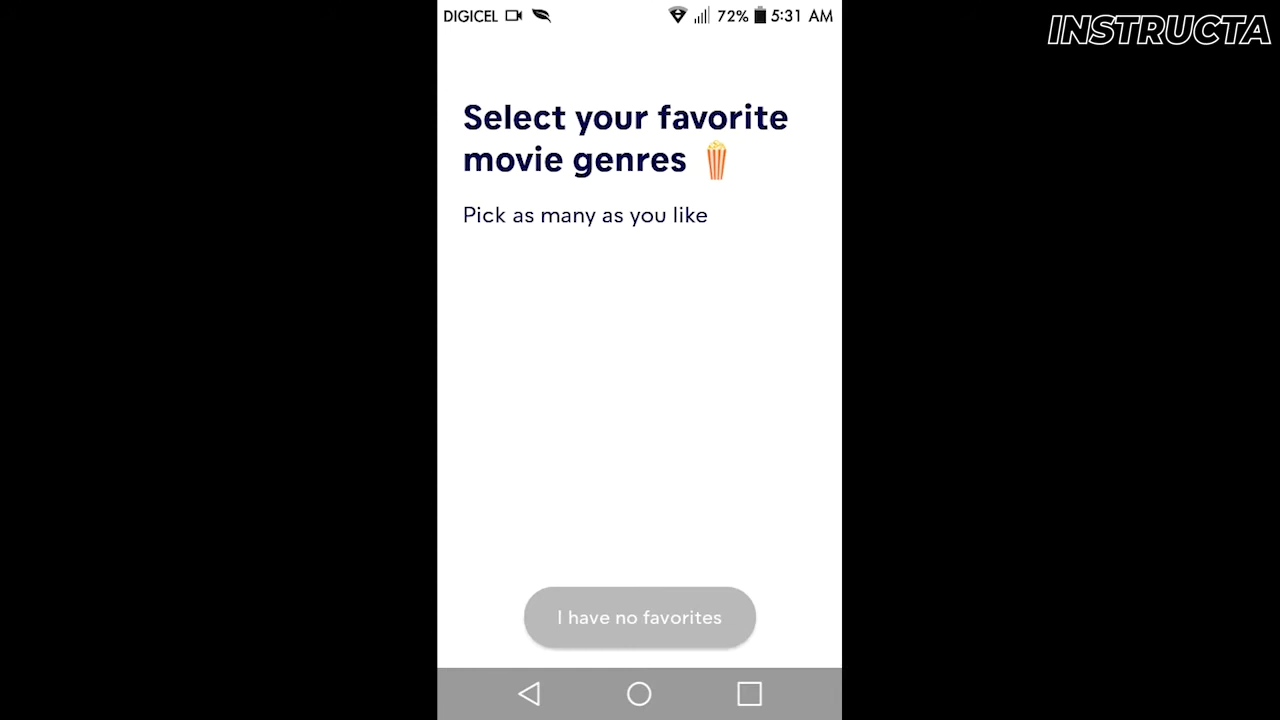 DIGICEL 72% 5:31 AM
INSTRUCTA
Select your favorite
movie genres
Pick as many as you like
I have no favorites